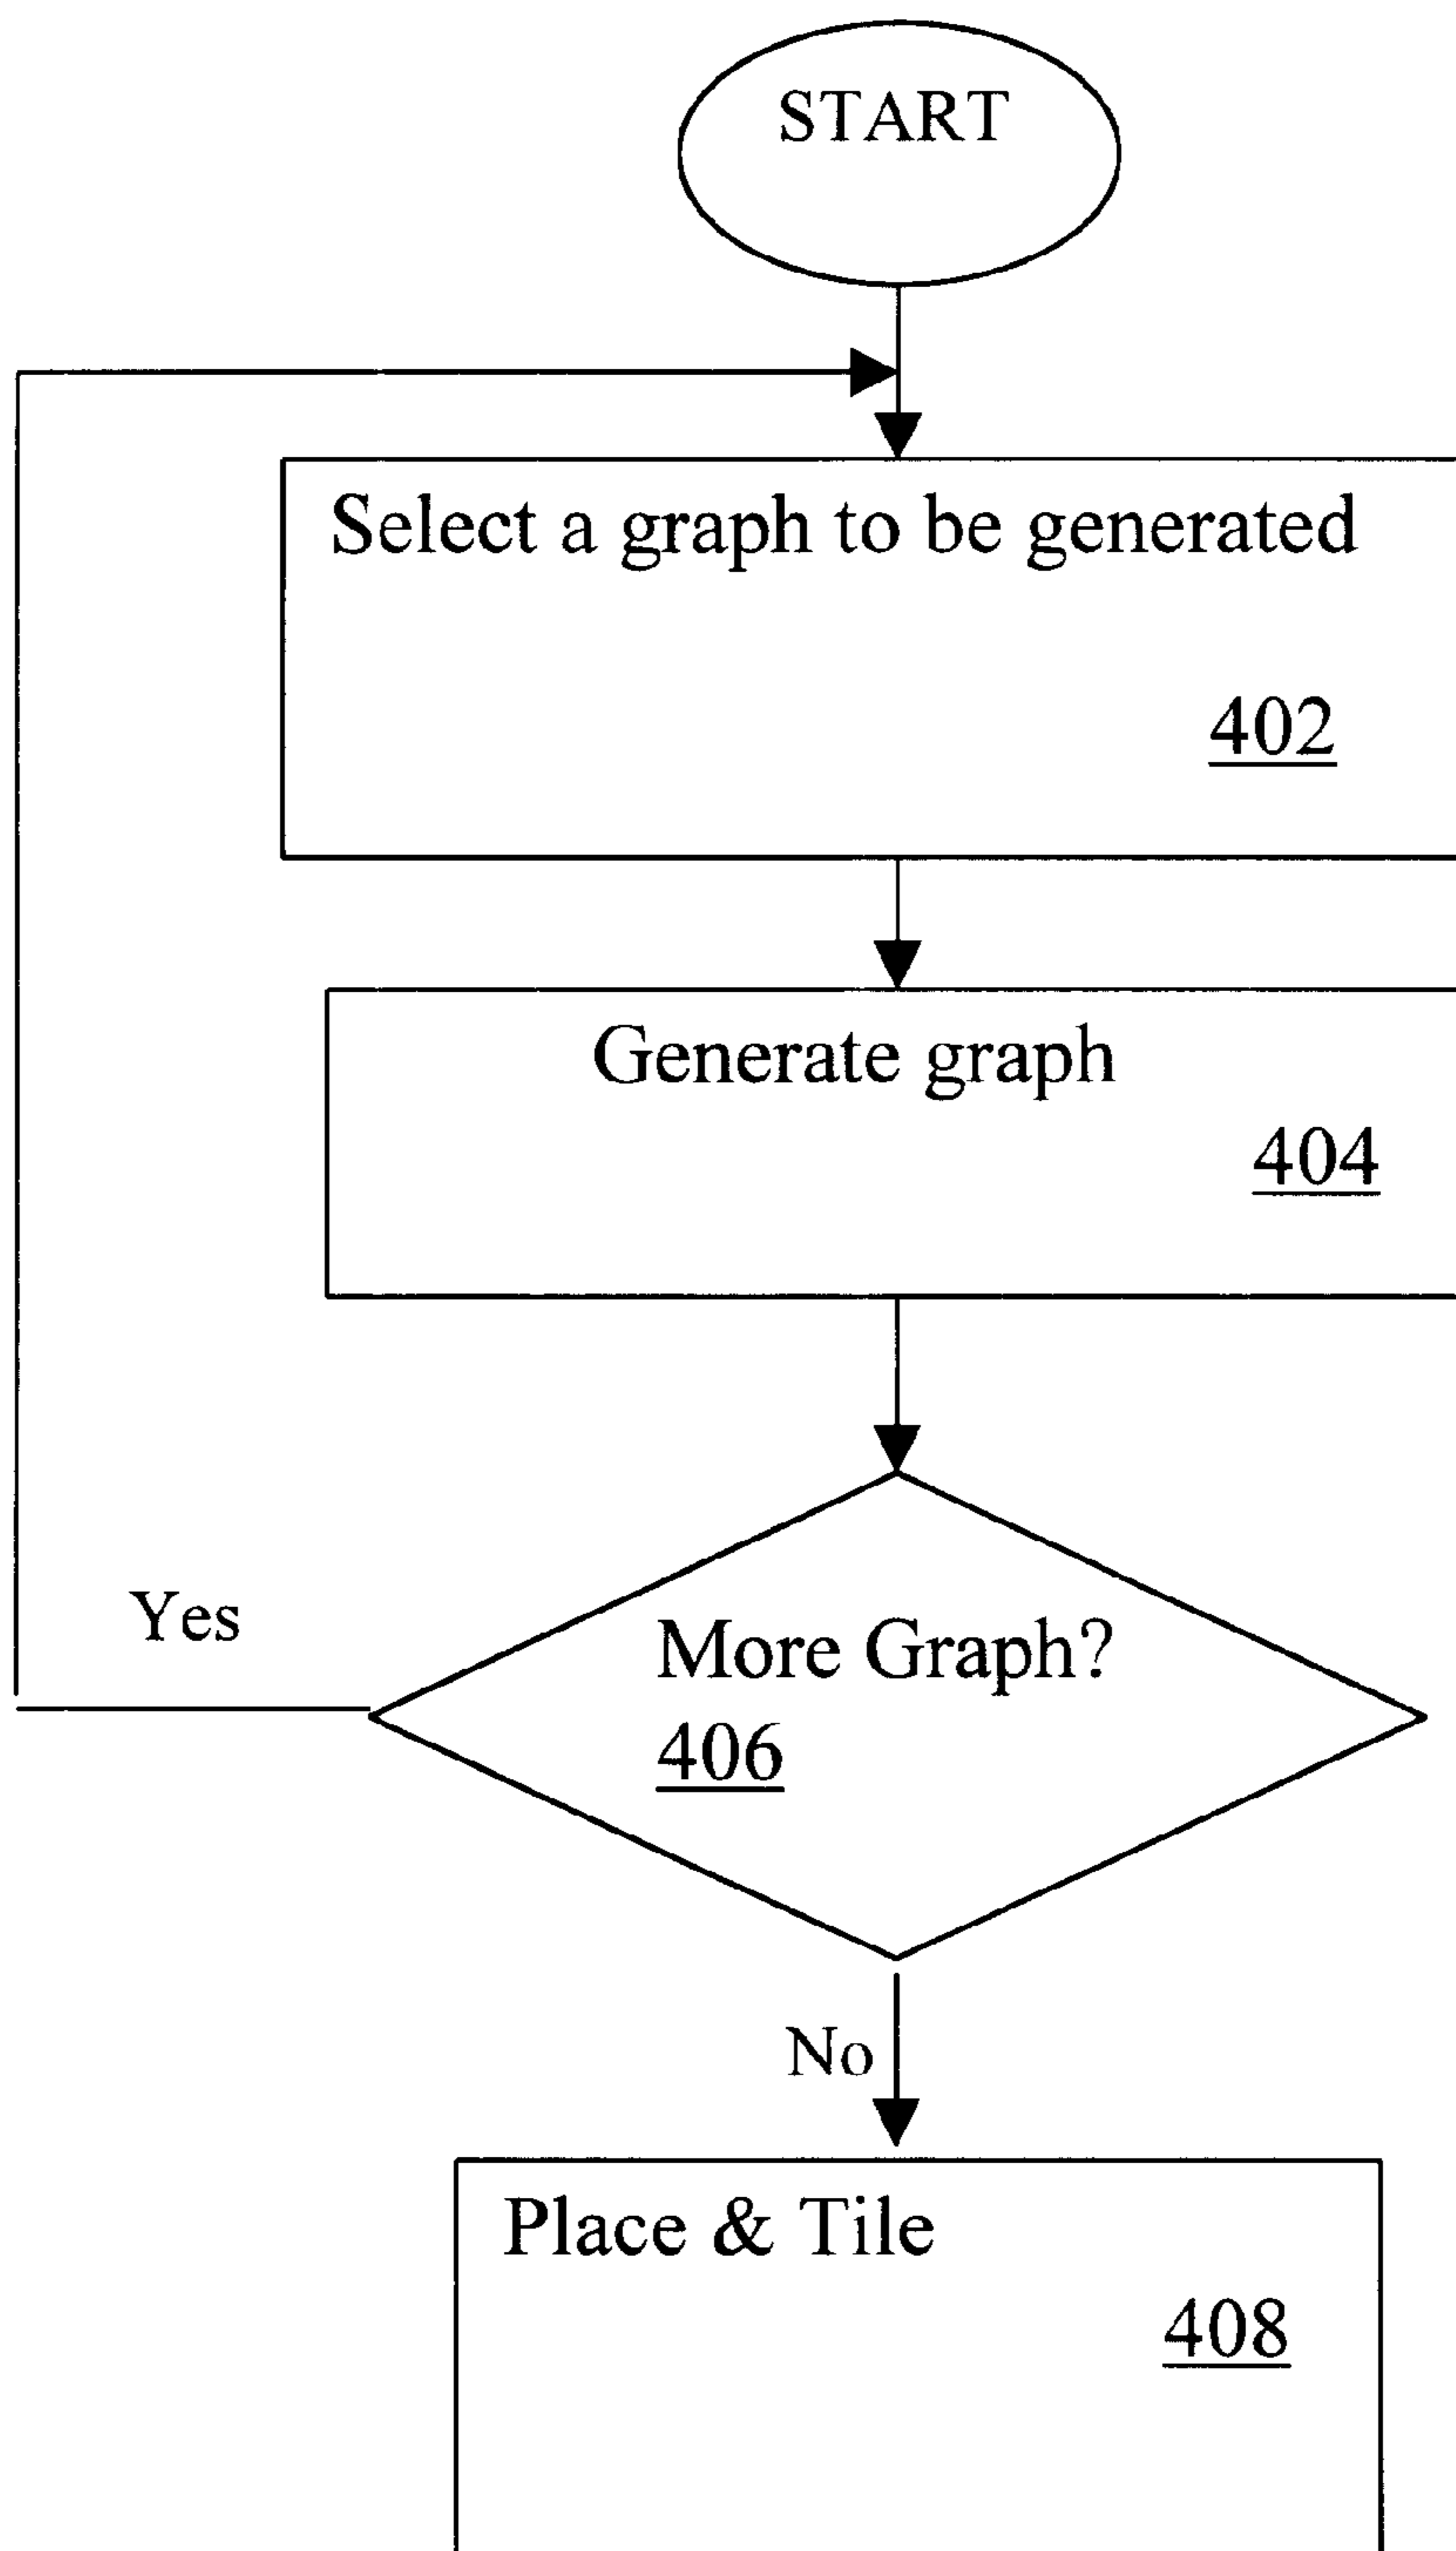 START
Select a graph to be generated
402
Generate graph
404
Yes
More Graph?
406
No
Place & Tile
408